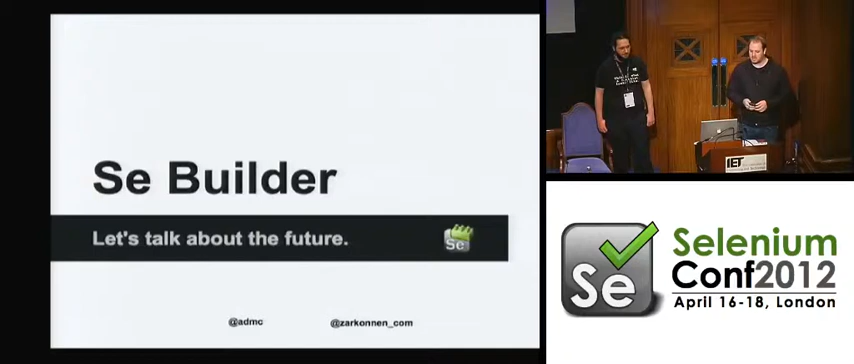 Se Builder
Let's talk about the future.
Se
@admc
@zarkonnen_com
IET
Se
Selenium
Conf2012
April 16-18, London